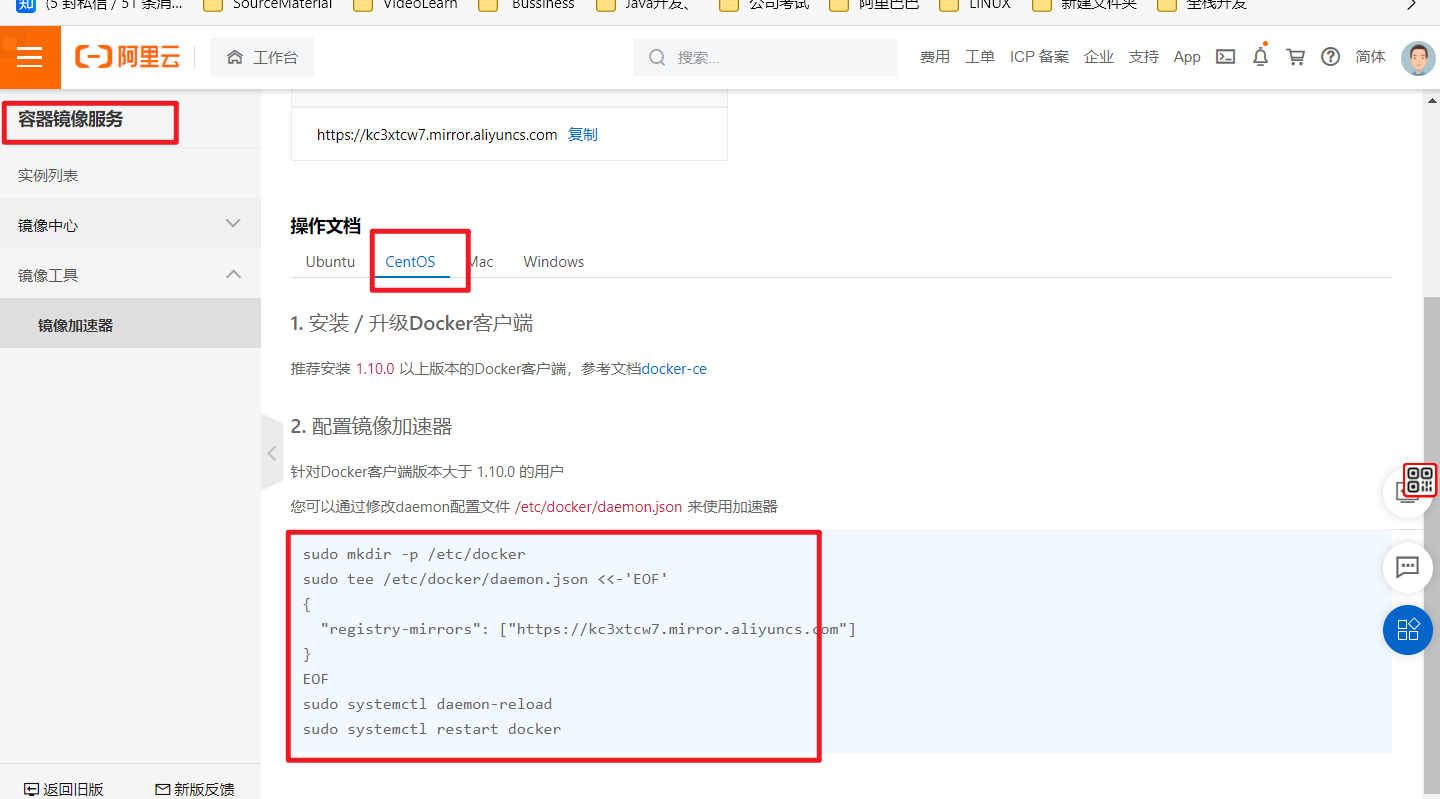 知 (5 封私信 / 51 条消... SourceMaterial VideoLearn Bussiness Java开发、 公司考试 阿里巴巴 LINUX 新建文件夹 全栈开发
阿里云 工作台 搜索... 费用 工单 ICP 备案 企业 支持 App 简体
容器镜像服务
实例列表
镜像中心
镜像工具
镜像加速器
返回旧版 新版反馈
https://kc3xtcw7.mirror.aliyuncs.com 复制
操作文档
Ubuntu CentOS Mac Windows
1. 安装 / 升级Docker客户端
推荐安装 1.10.0 以上版本的Docker客户端，参考文档docker-ce
2. 配置镜像加速器
针对Docker客户端版本大于 1.10.0 的用户
您可以通过修改daemon配置文件 /etc/docker/daemon.json 来使用加速器
sudo mkdir -p /etc/docker
sudo tee /etc/docker/daemon.json <<-'EOF'
{
"registry-mirrors": ["https://kc3xtcw7.mirror.aliyuncs.com"]
}
EOF
sudo systemctl daemon-reload
sudo systemctl restart docker